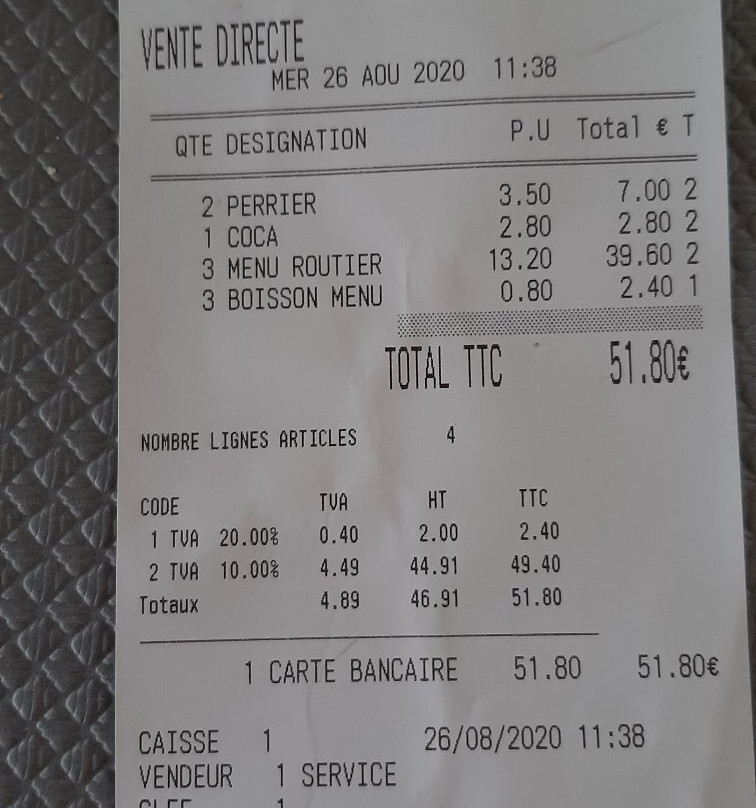 VENTE DIRECTE
MER 26 AOU 2020 11:38
QTE DESIGNATION P.U Total € T
2 PERRIER 3.50 7.00 2
1 COCA 2.80 2.80 2
3 MENU ROUTIER 13.20 39.60 2
3 BOISSON MENU 0.80 2.40 1
TOTAL TTC 51.80€
NOMBRE LIGNES ARTICLES 4
CODE TVA HT TTC
1 TVA 20.00% 0.40 2.00 2.40
2 TVA 10.00% 4.49 44.91 49.40
Totaux 4.89 46.91 51.80
1 CARTE BANCAIRE 51.80 51.80€
CAISSE 1 26/08/2020 11:38
VENDEUR 1 SERVICE